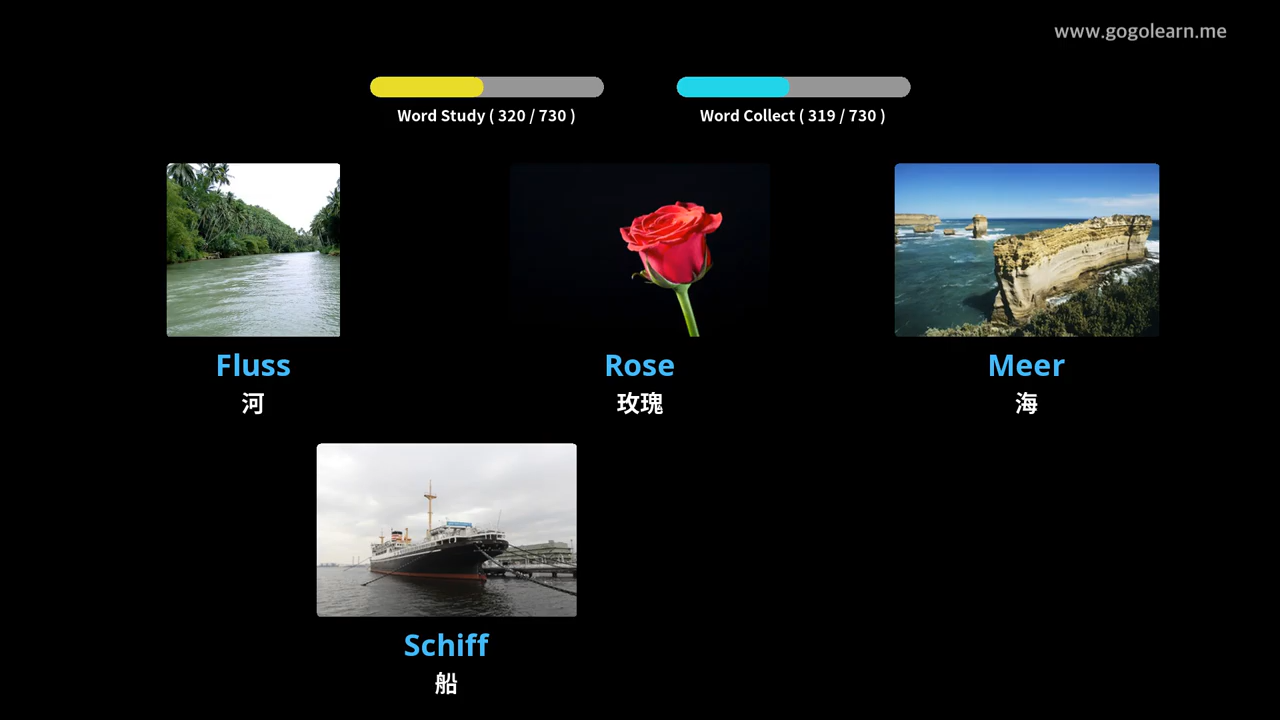 www.gogolearn.me
Word Study ( 320 / 730 )
Word Collect ( 319 / 730 )
Fluss
河
Rose
玫瑰
Meer
海
Schiff
船